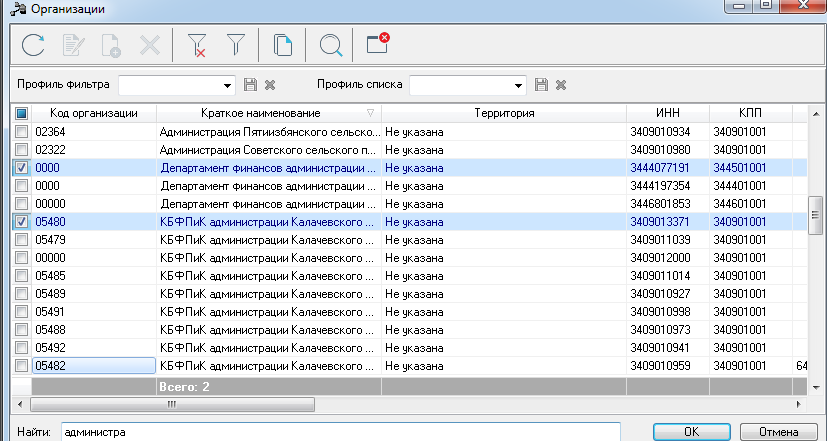 Организации
Профиль фильтра Профиль списка
Код организации Краткое наименование Территория ИНН КПП
02364 Администрация Пятиизбянского сельско... Не указана 3409010934 340901001
02322 Администрация Советского сельского п... Не указана 3409010980 340901001
0000 Департамент финансов администрации ... Не указана 3444077191 344501001
0000 Департамент финансов администрации ... Не указана 3444197354 344401001
00000 Департамент финансов администрации ... Не указана 3446801853 344601001
05480 КБФПиК администрации Калачевского ... Не указана 3409013371 340901001
05479 КБФПиК администрации Калачевского ... Не указана 3409011039 340901001
00000 КБФПиК администрации Калачевского ... Не указана 3409012000 340901001
05485 КБФПиК администрации Калачевского ... Не указана 3409011014 340901001
05489 КБФПиК администрации Калачевского ... Не указана 3409010927 340901001
05491 КБФПиК администрации Калачевского ... Не указана 3409010998 340901001
05488 КБФПиК администрации Калачевского ... Не указана 3409010973 340901001
05492 КБФПиК администрации Калачевского ... Не указана 3409010941 340901001
05482 КБФПиК администрации Калачевского ... Не указана 3409010959 340901001 64
Всего: 2
Найти: администра OK Отмена